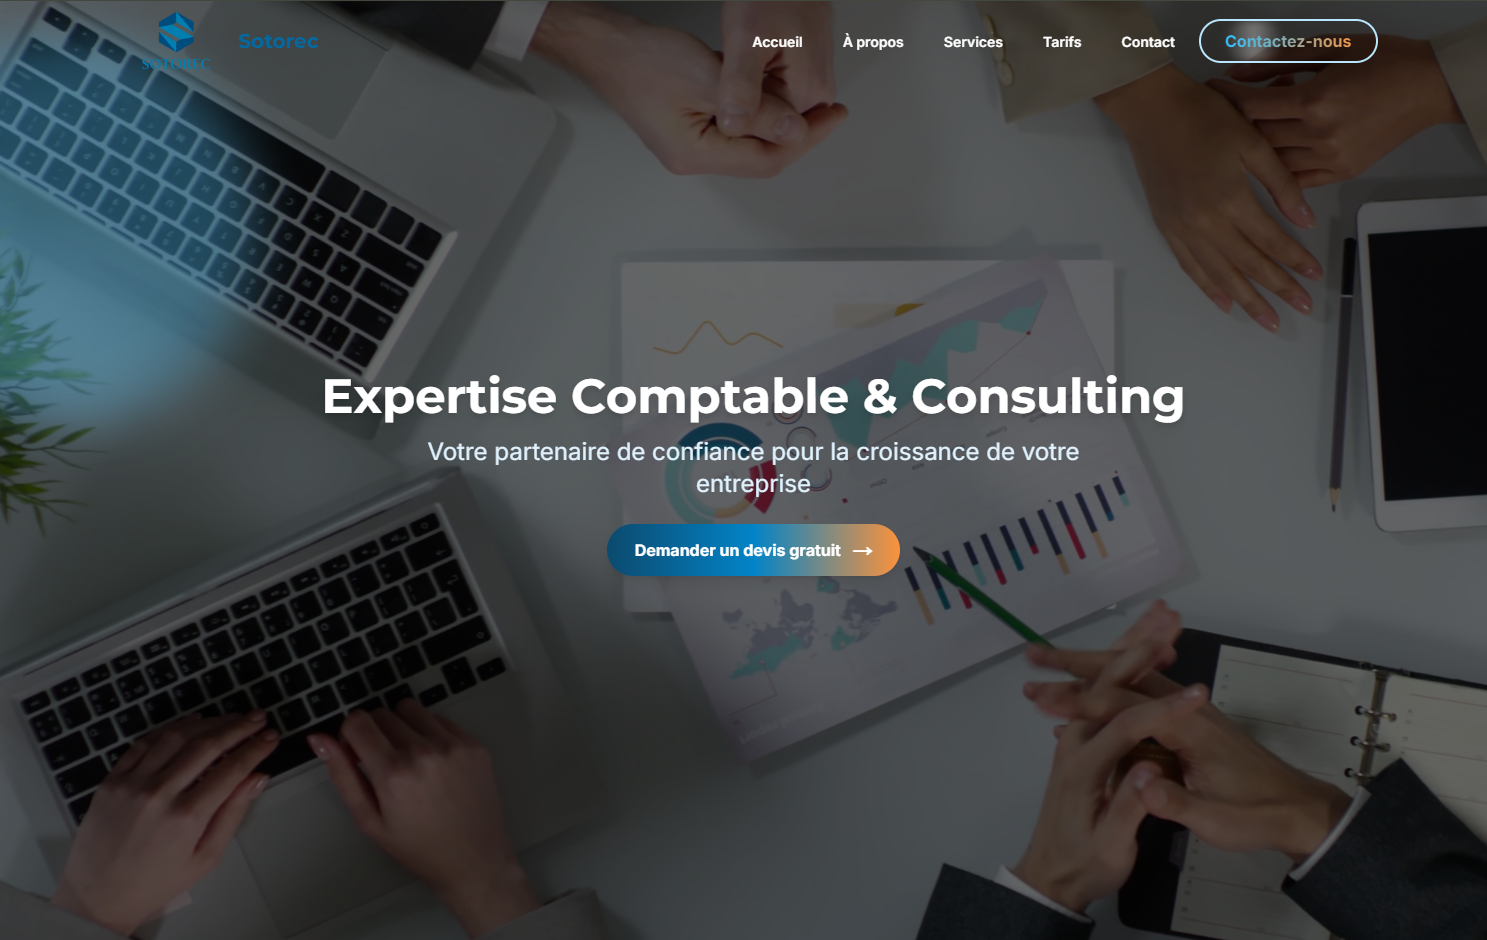 SOTOREC
Sotorec
Accueil
À propos
Services
Tarifs
Contact
Contactez-nous
Expertise Comptable & Consulting
Votre partenaire de confiance pour la croissance de votre
entreprise
Demander un devis gratuit →